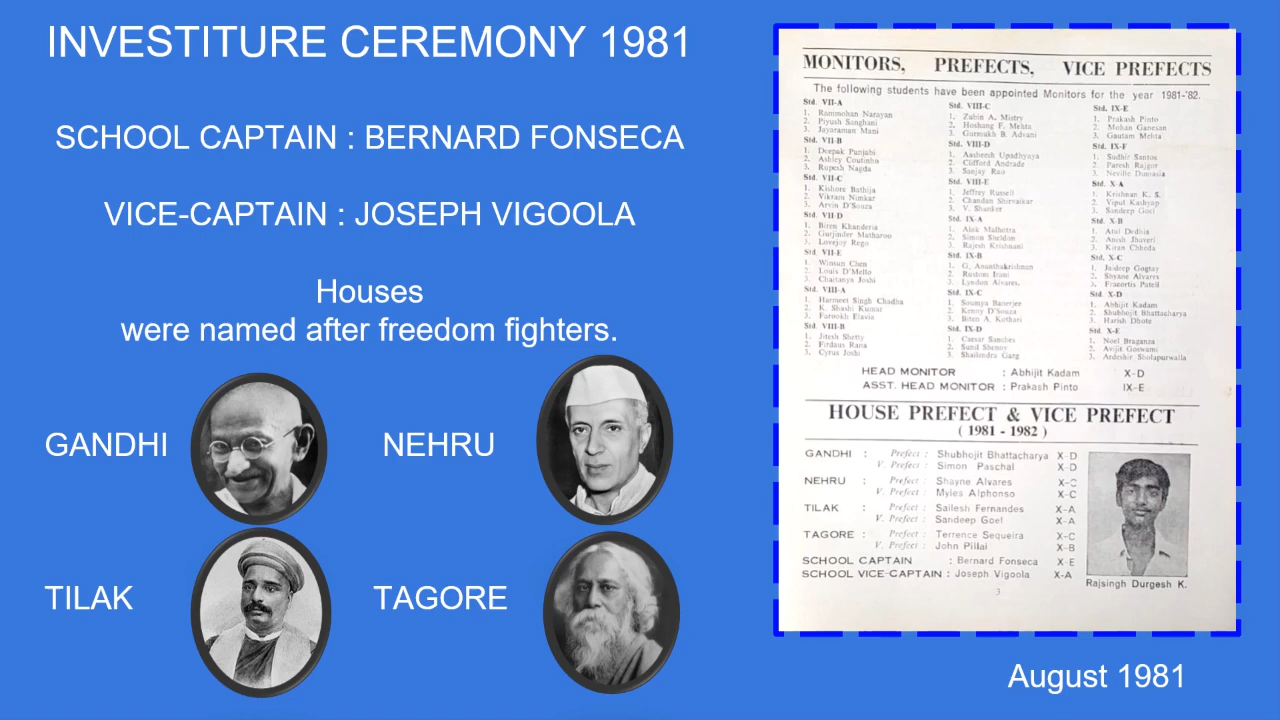 INVESTITURE CEREMONY 1981
SCHOOL CAPTAIN : BERNARD FONSECA
VICE-CAPTAIN : JOSEPH VIGOOLA
Houses
were named after freedom fighters.
GANDHI
NEHRU
TILAK
TAGORE
MONITORS, PREFECTS, VICE PREFECTS
The following students have been appointed Monitors for the year 1981-'82.
Std. VII-A
1. Rammohan Narayan
2. Piyush Sanghani
3. Jayaraman Mani
Std. VII-B
1. Deepak Punjabi
2. Ashley Coutinho
3. Rupesh Nagda
Std. VII-C
1. Kishore Bathija
2. Vikram Nimkar
3. Arvin D'Souza
Std. VII-D
1. Biren Khanderia
2. Gurjinder Matharoo
3. Lovejoy Rego
Std. VII-E
1. Winsun Chen
2. Louis D'Mello
3. Chaitanya Joshi
Std. VIII-A
1. Harmeet Singh Chadha
2. K. Shashi Kumar
3. Farookh Elavia
Std. VIII-B
1. Jitesh Shetty
2. Firdaus Rana
3. Cyrus Joshi
Std. VIII-C
1. Zubin A. Mistry
2. Hoshang F. Mehta
3. Gurmukh B. Advani
Std. VIII-D
1. Aasheesh Upadhyaya
2. Clifford Andrade
3. Sanjay Rao
Std. VIII-E
1. Jeffrey Russell
2. Chandan Shirvaikar
3. V. Shanker
Std. IX-A
1. Alok Malhotra
2. Simon Sheldon
3. Rajesh Krishnani
Std. IX-B
1. G. Ananthakrishnan
2. Rustom Irani
3. Lyndon Alvares.
Std. IX-C
1. Soumya Banerjee
2. Kenny D'Souza
3. Biten A. Kothari
Std. IX-D
1. Caesar Sanches
2. Sunil Shenoy
3. Shailendra Garg
Std. IX-E
1. Prakash Pinto
2. Mohan Ganesan
3. Gautam Mehta
Std. IX-F
1. Sudhir Santos
2. Paresh Rajgor
3. Neville Dumasia
Std. X-A
1. Krishnan K. S.
2. Vipul Kashyap
3. Sandeep Goel
Std. X-B
1. Atul Dedhia
2. Anish Jhaveri
3. Kiran Chheda
Std. X-C
1. Jaideep Gogtay
2. Shyane Alvares
3. Patell
Std. X-D
1. Abhijit Kadam
2. Shubhojit Bhattacharya
3. Harish Dhote
Std. X-E
1. Noel Braganza
2. Avijit Goswami
3. Ardeshir Sholapurwalla
HEAD MONITOR : Abhijit Kadam X-D
ASST. HEAD MONITOR : Prakash Pinto IX-E
HOUSE PREFECT & VICE PREFECT
( 1981 - 1982 )
GANDHI : Prefect : Shubhojit Bhattacharya X-D
V. Prefect : Simon Paschal X-D
NEHRU : Prefect : Shayne Alvares X-C
V. Prefect : Myles Alphonso X-C
TILAK : Prefect : Sailesh Fernandes X-A
V. Prefect : Sandeep Goel X-A
TAGORE : Prefect : Terrence Sequeira X-C
V. Prefect : John Pillai X-B
SCHOOL CAPTAIN : Bernard Fonseca X-E
SCHOOL VICE-CAPTAIN : Joseph Vigoola X-A
Rajsingh Durgesh K.
3
August 1981